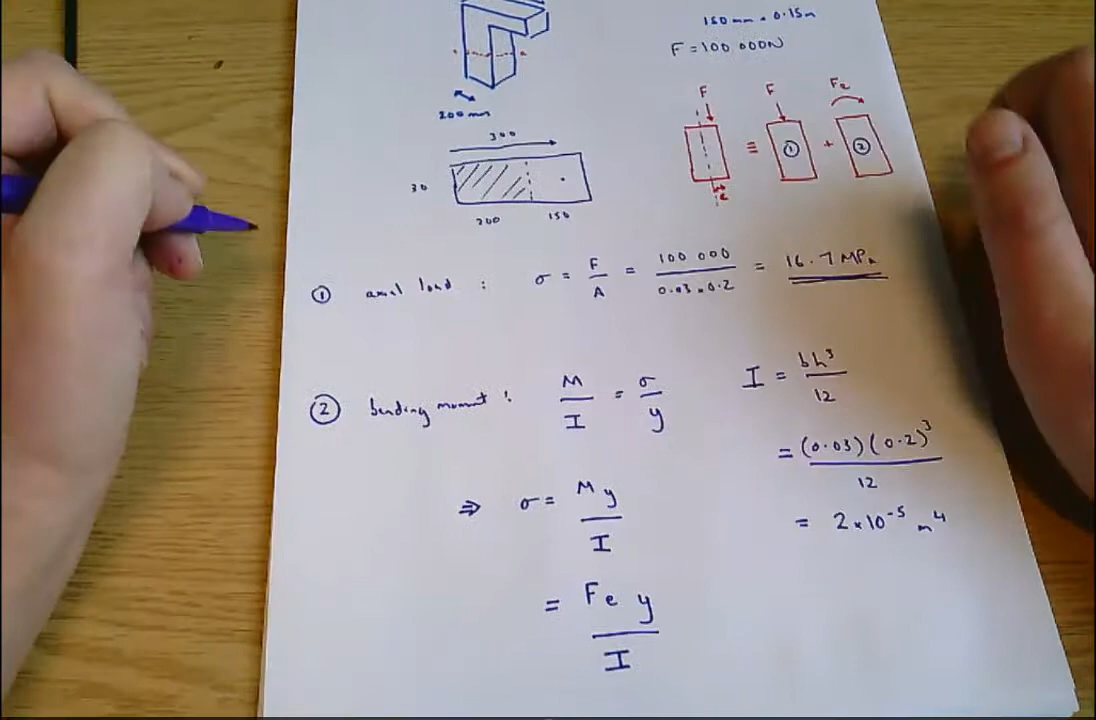 150 mm = 0.15m
F = 100 000N
200 mm
300
30
200 150
F F Fe
≡ ① + ②
e
① axial load : σ = F/A = 100 000 / 0.03 × 0.2 = 16.7 MPa
② bending moment : M/I = σ/y I = bh³/12
= (0.03)(0.2)³/12
⇒ σ = My/I
= 2×10⁻⁵ m⁴
= Fe y/I